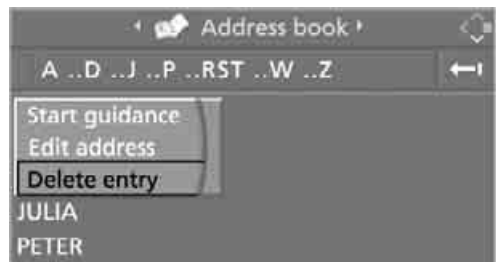 Address book
A ..D ..J ..P ..RST ..W ..Z
Start guidance
Edit address
Delete entry
JULIA
PETER